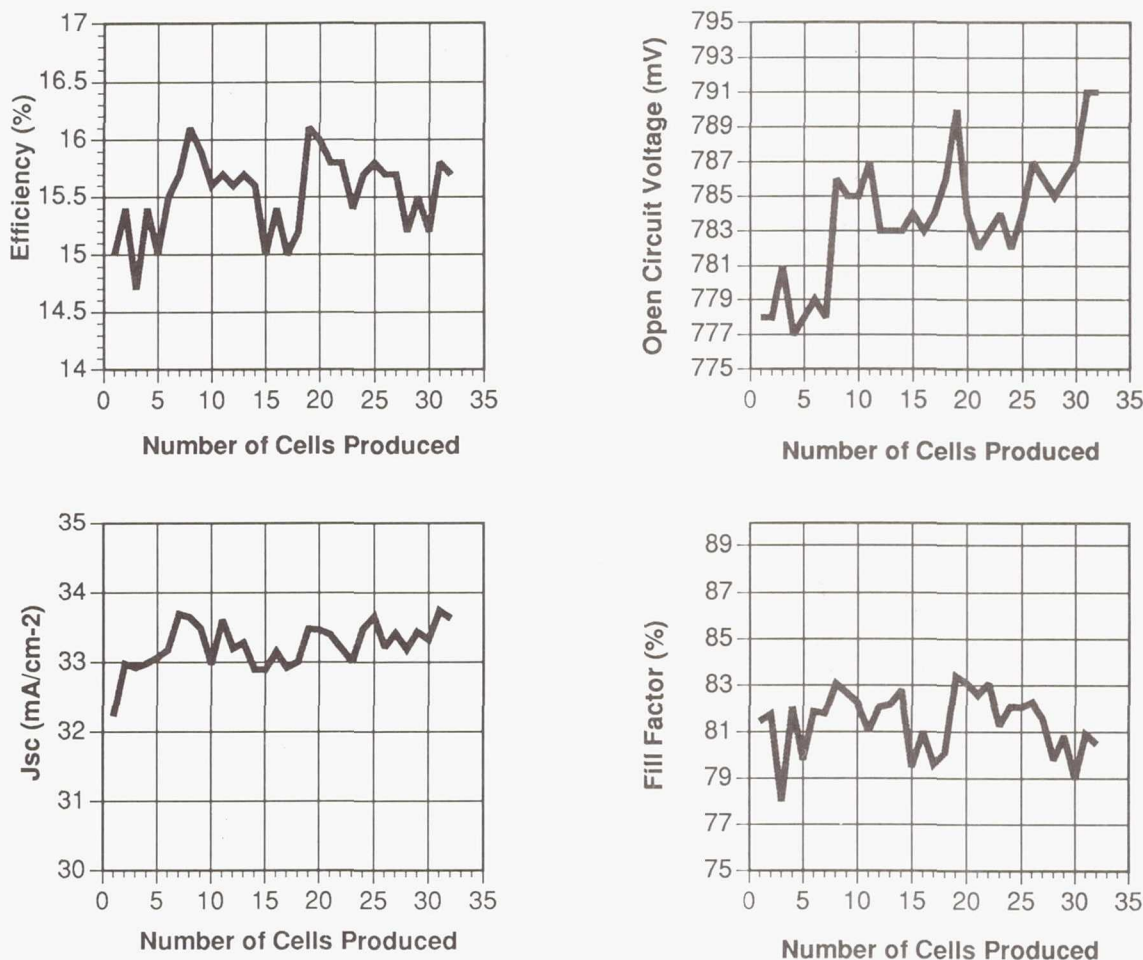 Efficiency (%)
17
16.5
16
15.5
15
14.5
14
0 5 10 15 20 25 30 35
Number of Cells Produced
Open Circuit Voltage (mV)
795
793
791
789
787
785
783
781
779
777
775
0 5 10 15 20 25 30 35
Number of Cells Produced
Jsc (mA/cm-2)
35
34
33
32
31
30
0 5 10 15 20 25 30 35
Number of Cells Produced
Fill Factor (%)
89
87
85
83
81
79
77
75
0 5 10 15 20 25 30 35
Number of Cells Produced